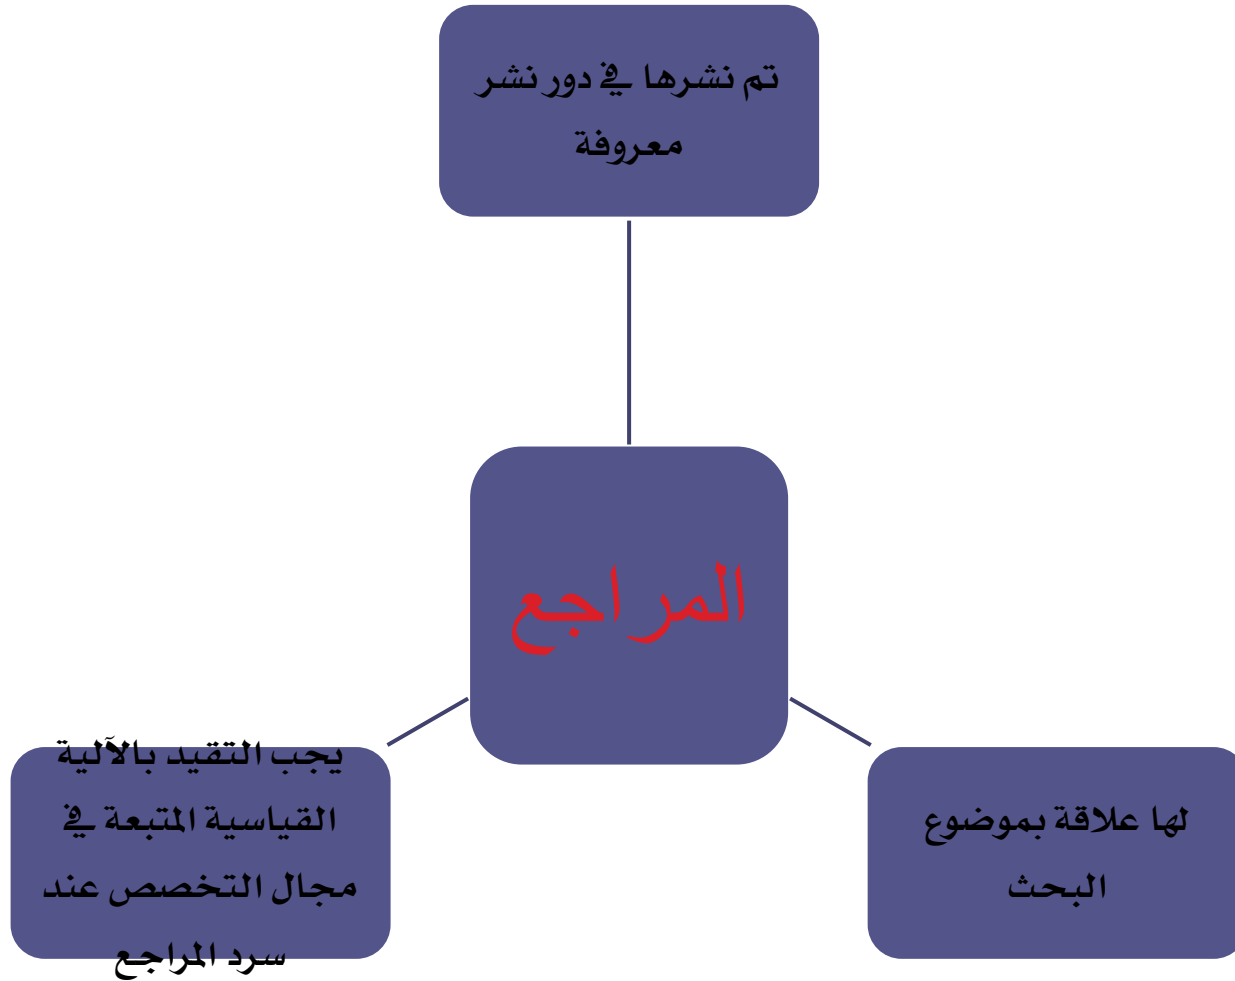 تم نشرها في دور نشر
معروفة
المراجع
لها علاقة بموضوع
البحث
يجب التقيد بالآلية
القياسية المتبعة في
مجال التخصص عند
سرد المراجع